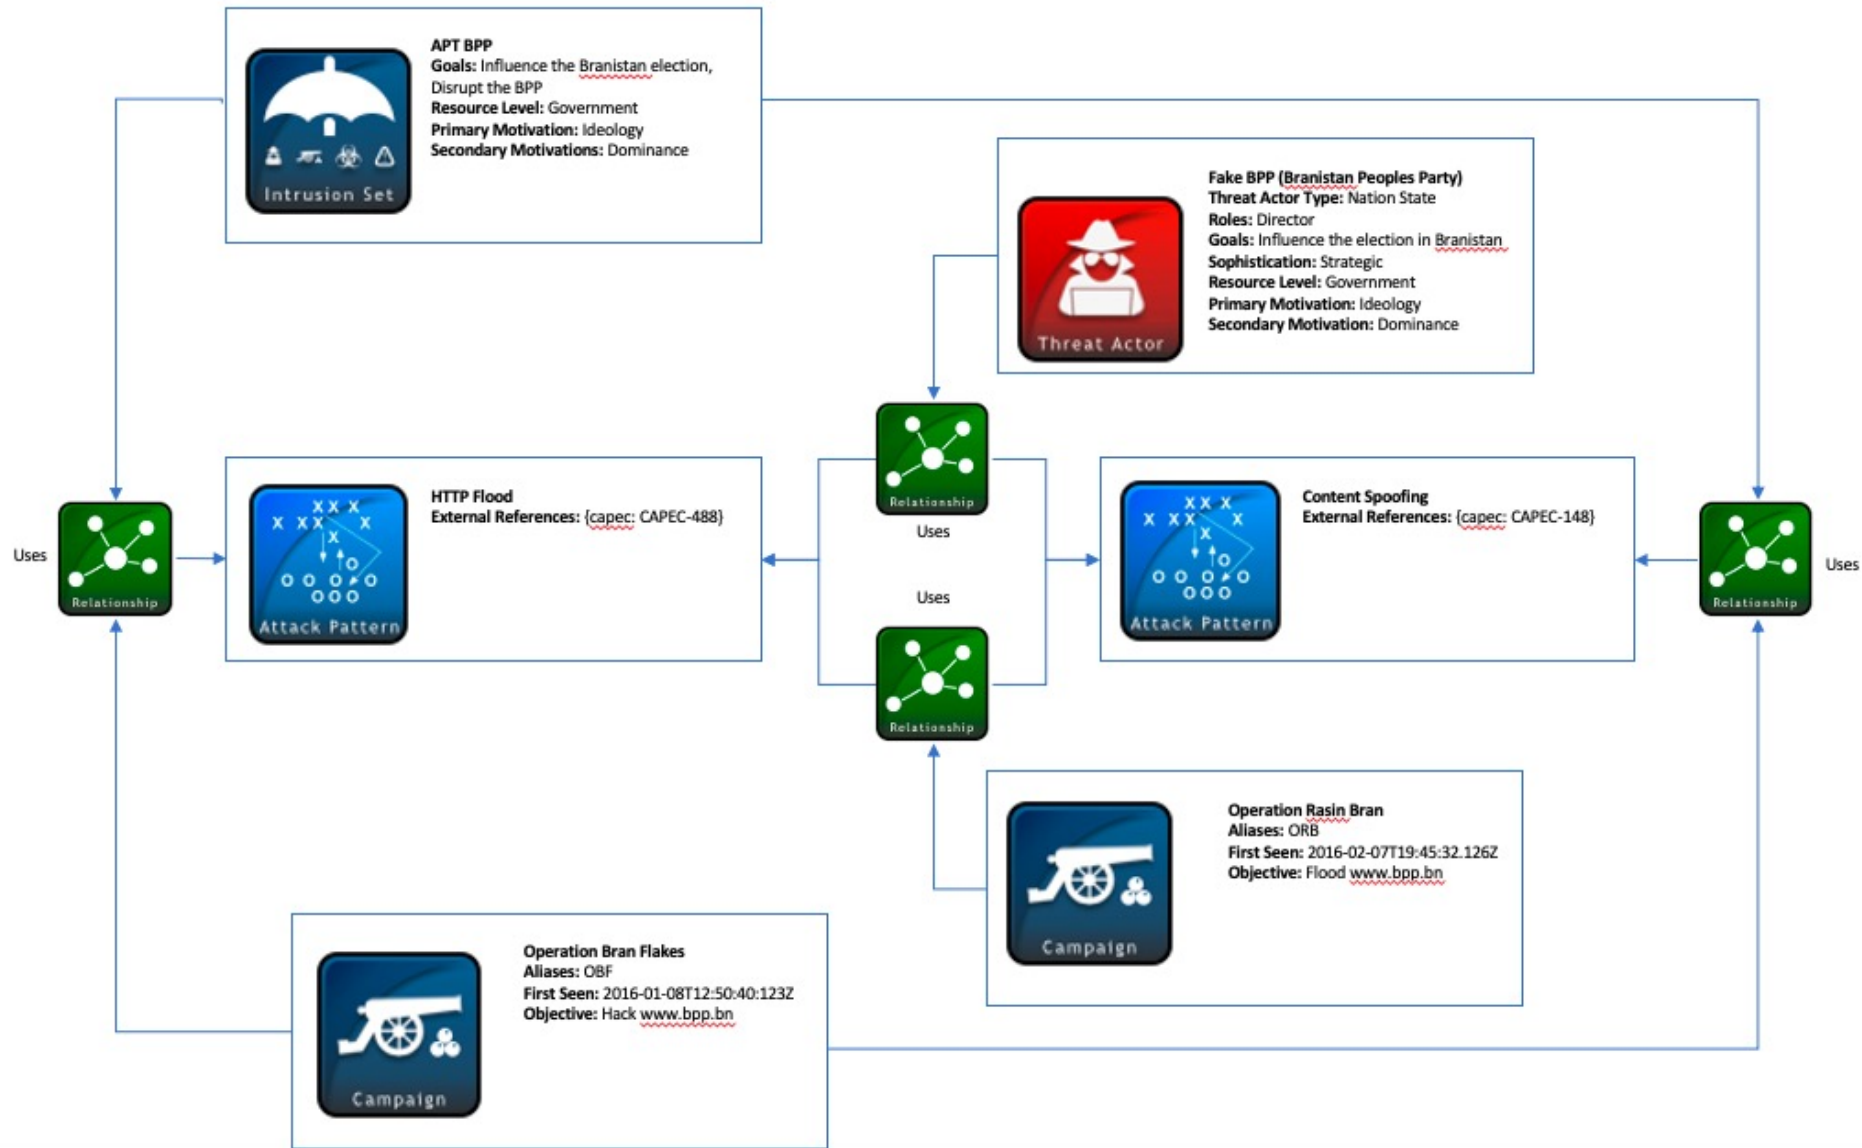 APT BPP
Goals: Influence the Branistan election,
Disrupt the BPP
Resource Level: Government
Primary Motivation: Ideology
Secondary Motivations: Dominance
Intrusion Set
Fake BPP (Branistan Peoples Party)
Threat Actor Type: Nation State
Roles: Director
Goals: Influence the election in Branistan
Sophistication: Strategic
Resource Level: Government
Primary Motivation: Ideology
Secondary Motivation: Dominance
Threat Actor
Uses
Relationship
HTTP Flood
External References: {capec: CAPEC-488}
X X X
X X X X
X
O
O O O O
O O O
Attack Pattern
Relationship
Uses
Uses
Relationship
Content Spoofing
External References: {capec: CAPEC-148}
X X X
X X X X
X
O
O O O O
O O O
Attack Pattern
Relationship
Uses
Operation Rasin Bran
Aliases: ORB
First Seen: 2016-02-07T19:45:32.126Z
Objective: Flood www.bpp.bn
Campaign
Operation Bran Flakes
Aliases: OBF
First Seen: 2016-01-08T12:50:40:123Z
Objective: Hack www.bpp.bn
Campaign